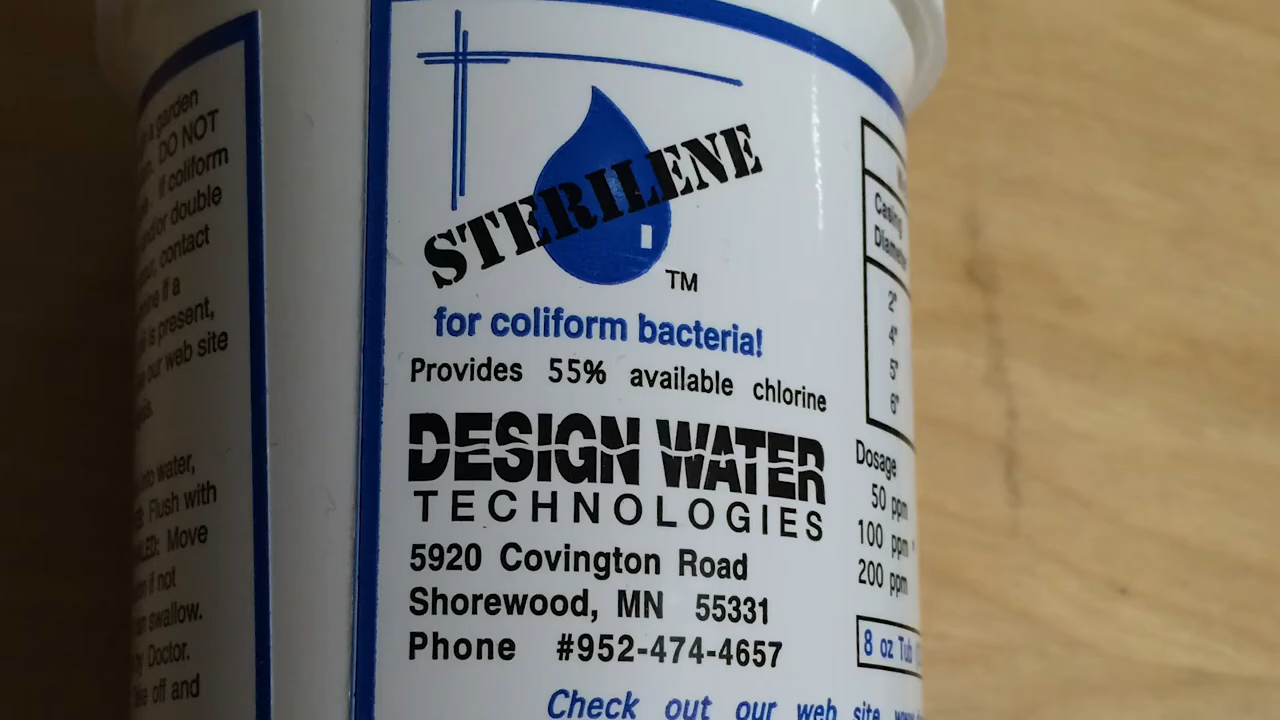 a garden
DO NOT
If coliform
and/or double
contact
if a
is present,
our web site
into water,
Flush with
Move
if not
swallow.
Doctor.
off and
STERILENE
TM
for coliform bacteria!
Provides 55% available chlorine
DESIGN WATER
TECHNOLOGIES
5920 Covington Road
Shorewood, MN 55331
Phone #952-474-4657
Check out our web site
Casing
2"
4"
5"
6"
Dosage
50 ppm
100 ppm
200 ppm
8 oz Tub